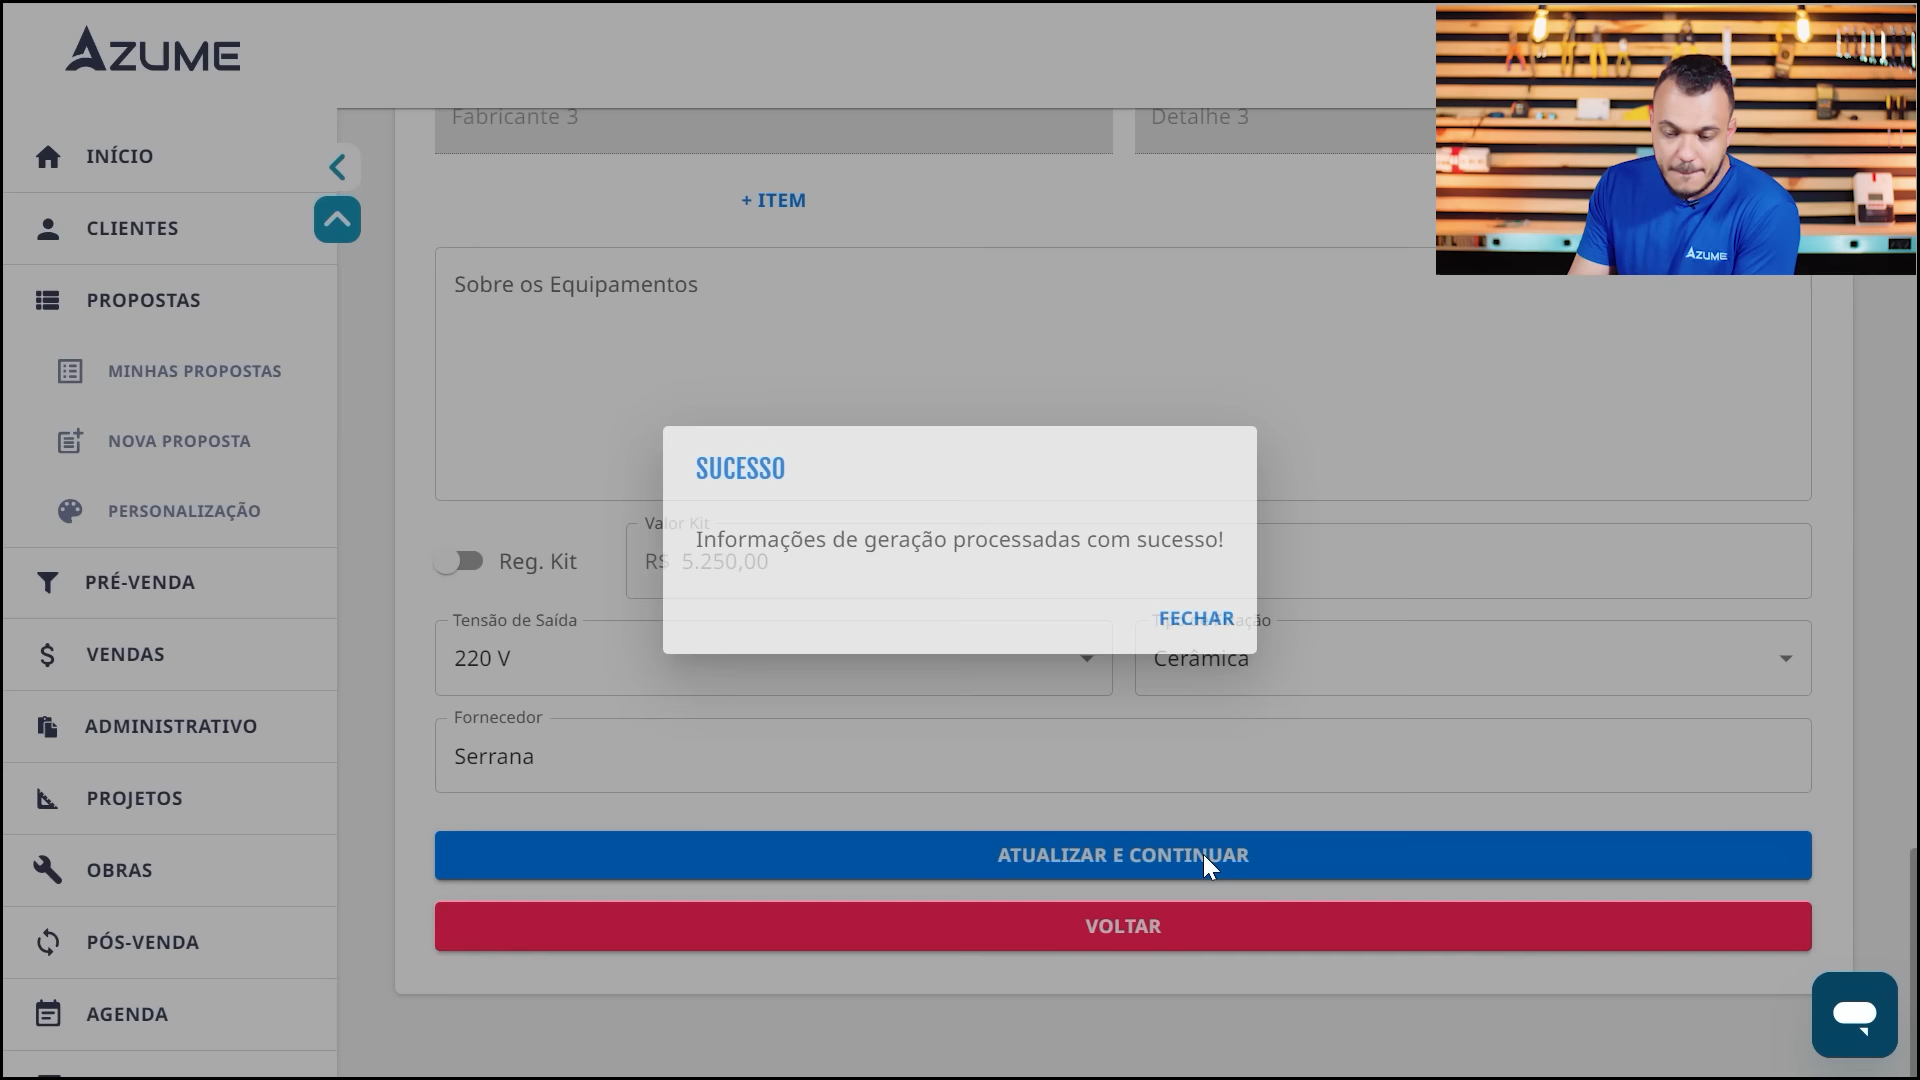 AZUME
INÍCIO
CLIENTES
PROPOSTAS
MINHAS PROPOSTAS
NOVA PROPOSTA
PERSONALIZAÇÃO
PRÉ-VENDA
VENDAS
ADMINISTRATIVO
PROJETOS
OBRAS
PÓS-VENDA
AGENDA
Fabricante 3
Detalhe 3
+ ITEM
Sobre os Equipamentos
SUCESSO
Informações de geração processadas com sucesso!
FECHAR
Reg. Kit
Valor Kit
R$ 5.250,00
Tensão de Saída
220 V
Cerâmica
Fornecedor
Serrana
ATUALIZAR E CONTINUAR
VOLTAR
AZUME